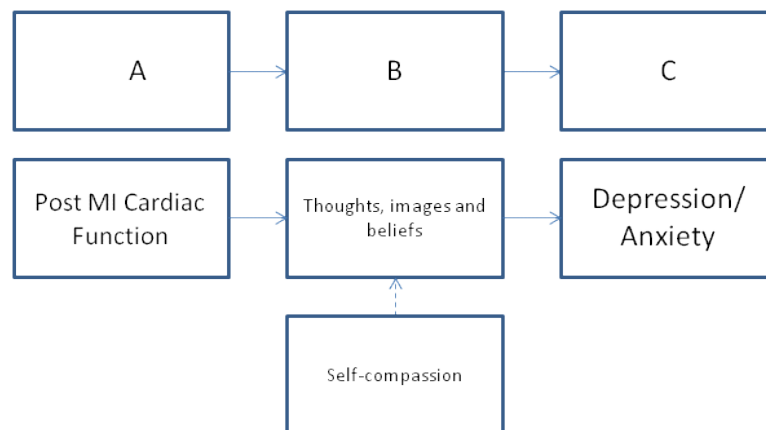 A
B
C
Post MI Cardiac
Function
Thoughts, images and
beliefs
Depression/
Anxiety
Self-compassion